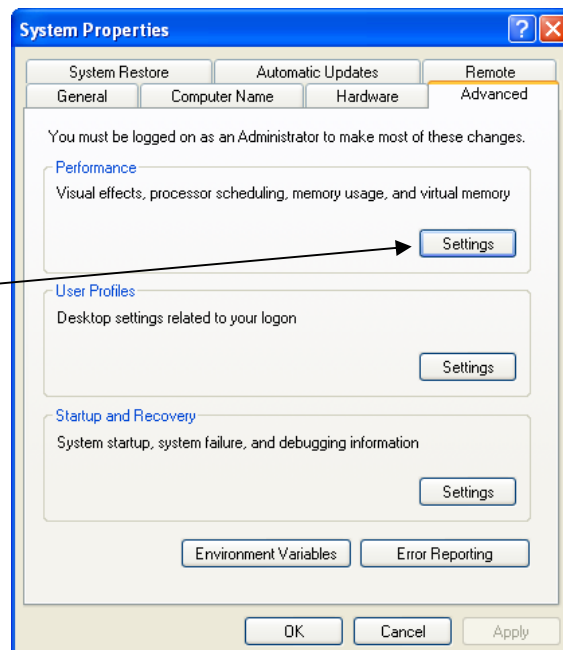 System Properties
System Restore Automatic Updates Remote
General Computer Name Hardware Advanced
You must be logged on as an Administrator to make most of these changes.
Performance
Visual effects, processor scheduling, memory usage, and virtual memory
Settings
User Profiles
Desktop settings related to your logon
Settings
Startup and Recovery
System startup, system failure, and debugging information
Settings
Environment Variables Error Reporting
OK Cancel Apply